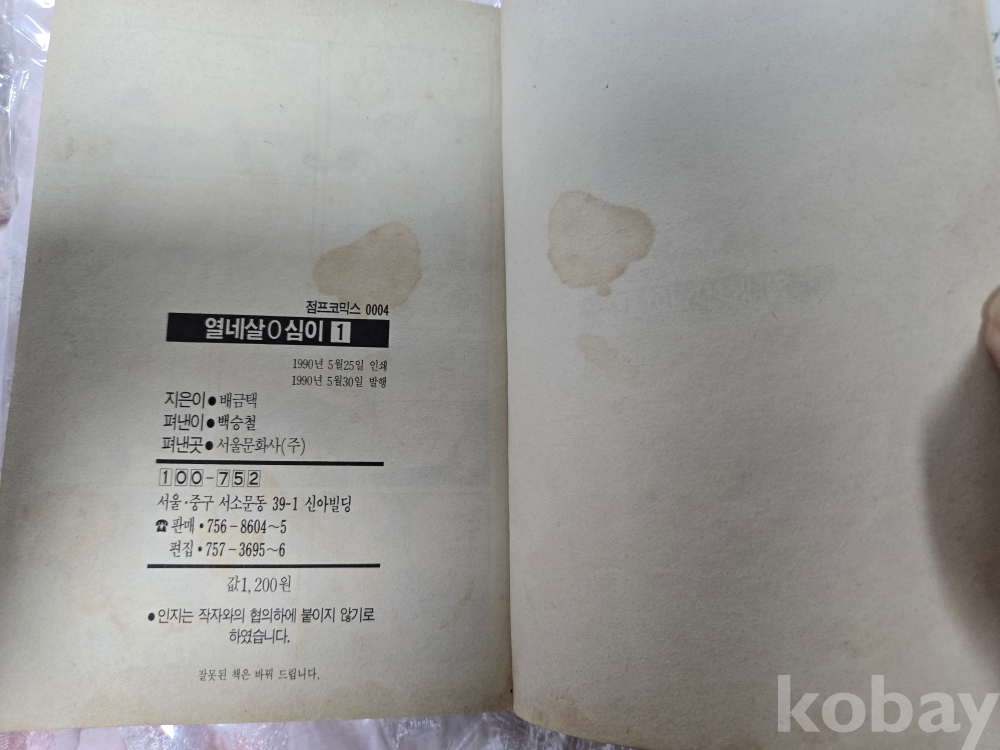 점프코믹스 0004
열네살O심이 1
1990년 5월25일 인쇄
1990년 5월30일 발행
지은이●배금택
펴낸이●백승철
펴낸곳●서울문화사(주)
100-752
서울·중구 서소문동 39-1 신아빌딩
☎판매·756-8604~5
편집·757-3695~6
값1,200원
●인지는 작자와의 협의하에 붙이지 않기로
하였습니다.
잘못된 책은 바꿔 드립니다.
kobay